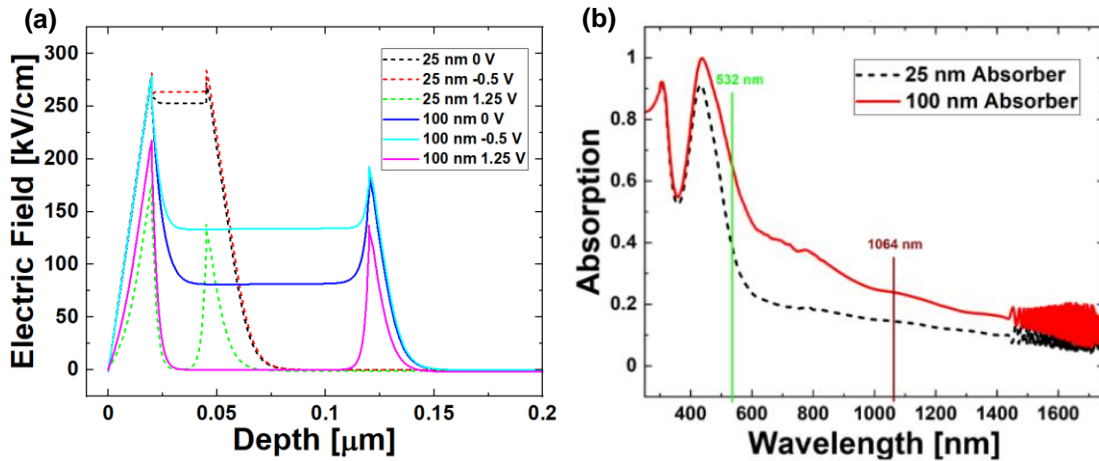 (a)
Electric Field [kV/cm]
300
250
200
150
100
50
0
0
0.05
0.1
0.15
0.2
Depth [μm]
25 nm 0 V
25 nm -0.5 V
25 nm 1.25 V
100 nm 0 V
100 nm -0.5 V
100 nm 1.25 V
(b)
Absorption
1
0.8
0.6
0.4
0.2
0
400
600
800
1000
1200
1400
1600
Wavelength [nm]
532 nm
1064 nm
25 nm Absorber
100 nm Absorber